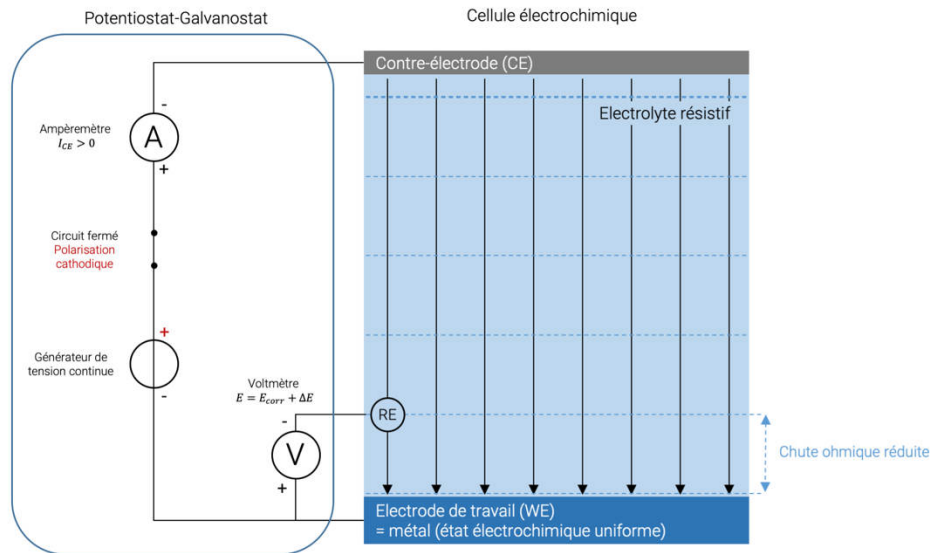 Potentiostat-Galvanostat
Cellule électrochimique
Contre-électrode (CE)
Electrolyte résistif
-
A
+
Ampèremètre
I_CE > 0
Circuit fermé
Polarisation
cathodique
+
Générateur de
tension continue
-
Voltmètre
E = E_corr + ΔE
-
V
+
RE
Chute ohmique réduite
Electrode de travail (WE)
= métal (état électrochimique uniforme)